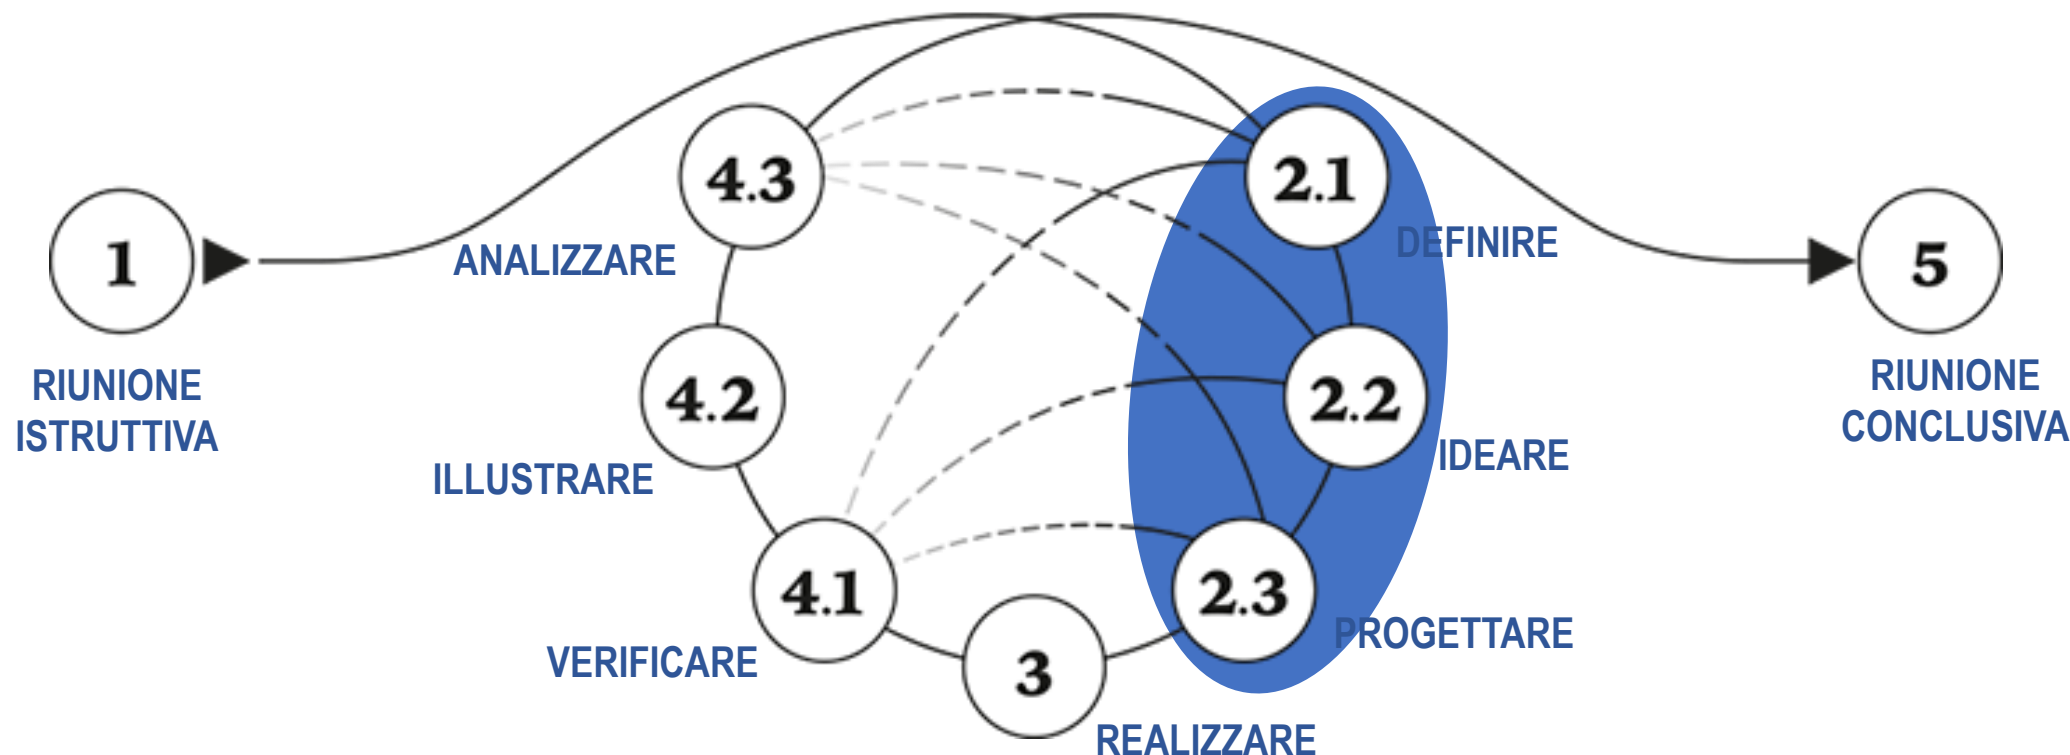 1
RIUNIONE
ISTRUTTIVA
4.3
ANALIZZARE
4.2
ILLUSTRARE
4.1
VERIFICARE
3
REALIZZARE
2.1
DEFINIRE
2.2
IDEARE
2.3
PROGETTARE
5
RIUNIONE
CONCLUSIVA